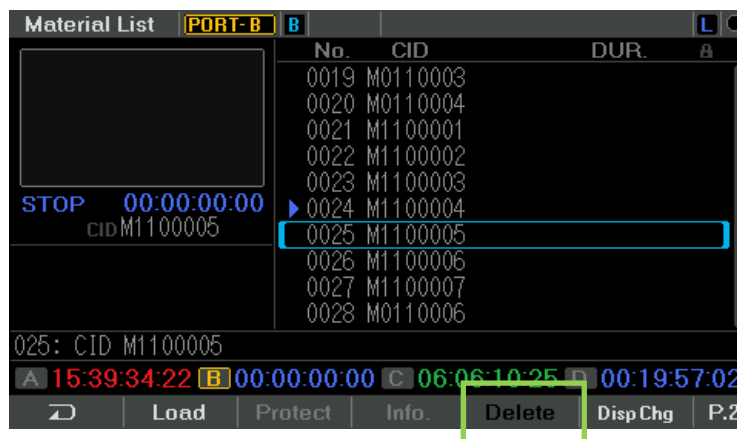 Material List PORT-B B L
No. CID DUR.
0019 M0110003
0020 M0110004
0021 M1100001
0022 M1100002
0023 M1100003
STOP 00:00:00:00
0024 M1100004
CID M1100005
0025 M1100005
0026 M1100006
0027 M1100007
0028 M0110006
025: CID M1100005
A 15:39:34:22 B 00:00:00:00 C 06:06:10:25 D 00:19:57:02
Load Protect Info. Delete Disp Chg P.2